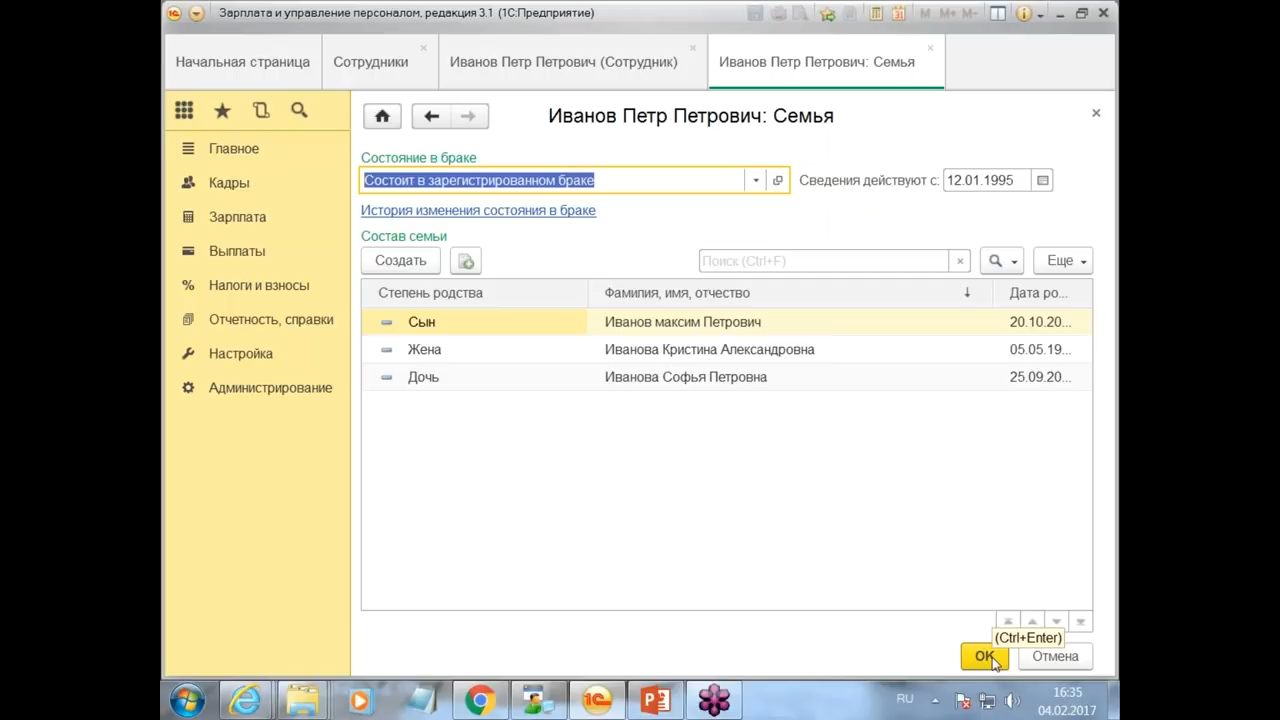 Зарплата и управление персоналом, редакция 3.1 (1С:Предприятие)
M M+ M-
Начальная страница
Сотрудники
Иванов Петр Петрович (Сотрудник)
Иванов Петр Петрович: Семья
Главное
Кадры
Зарплата
Выплаты
Налоги и взносы
Отчетность, справки
Настройка
Администрирование
Иванов Петр Петрович: Семья
Состояние в браке
Состоит в зарегистрированном браке
Сведения действуют с: 12.01.1995
История изменения состояния в браке
Состав семьи
Создать
Поиск (Ctrl+F)
Еще
Степень родства Фамилия, имя, отчество Дата ро...
Сын Иванов максим Петрович 20.10.20...
Жена Иванова Кристина Александровна 05.05.19...
Дочь Иванова Софья Петровна 25.09.20...
(Ctrl+Enter)
ОК Отмена
RU
16:35
04.02.2017